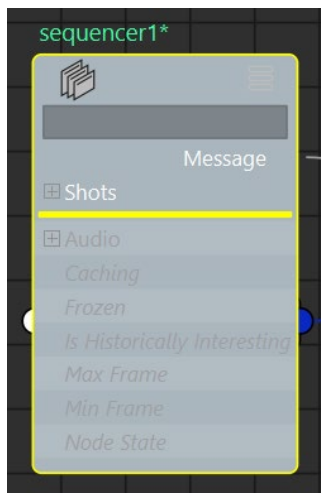 sequencer1*
Message
Shots
Audio
Caching
Frozen
Is Historically Interesting
Max Frame
Min Frame
Node State